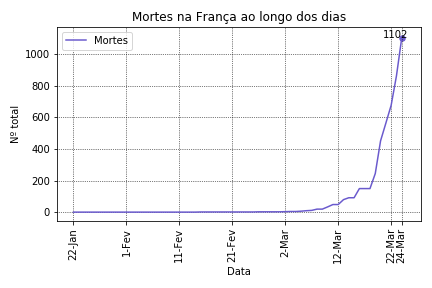 Mortes na França ao longo dos dias
1102
Mortes
1000
800
600
400
200
0
Nº total
22-Jan
1-Fev
11-Fev
21-Fev
2-Mar
12-Mar
22-Mar
24-Mar
Data